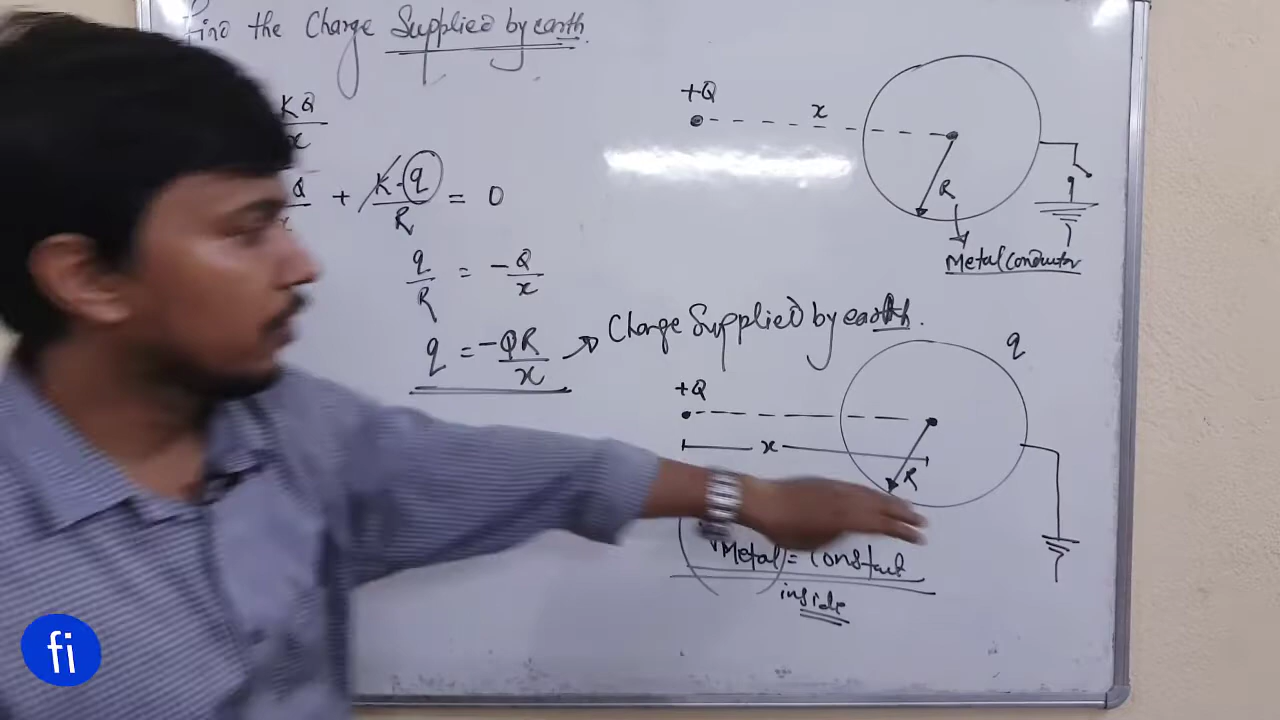 Find the Charge Supplied by earth.
KQ
x
Q
x
+ K·q
R
= 0
q
R
= -Q
x
q = -QR
x
Charge Supplied by earth.
+Q
x
R
Metal Conductor
q
+Q
x
R
V Metal = Constant
inside
fi